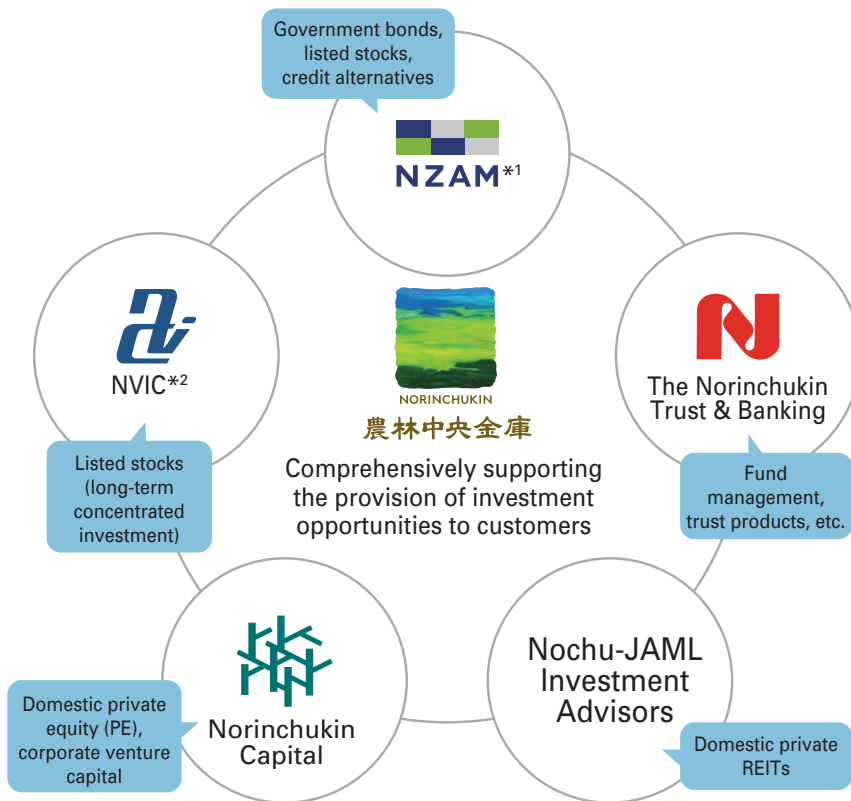 Government bonds,
listed stocks,
credit alternatives
NZAM*1
NVIC*2
Listed stocks
(long-term
concentrated
investment)
NORINCHUKIN
農林中央金庫
Comprehensively supporting
the provision of investment
opportunities to customers
The Norinchukin
Trust & Banking
Fund
management,
trust products, etc.
Norinchukin
Capital
Domestic private
equity (PE),
corporate venture
capital
Nochu-JAML
Investment
Advisors
Domestic private
REITs